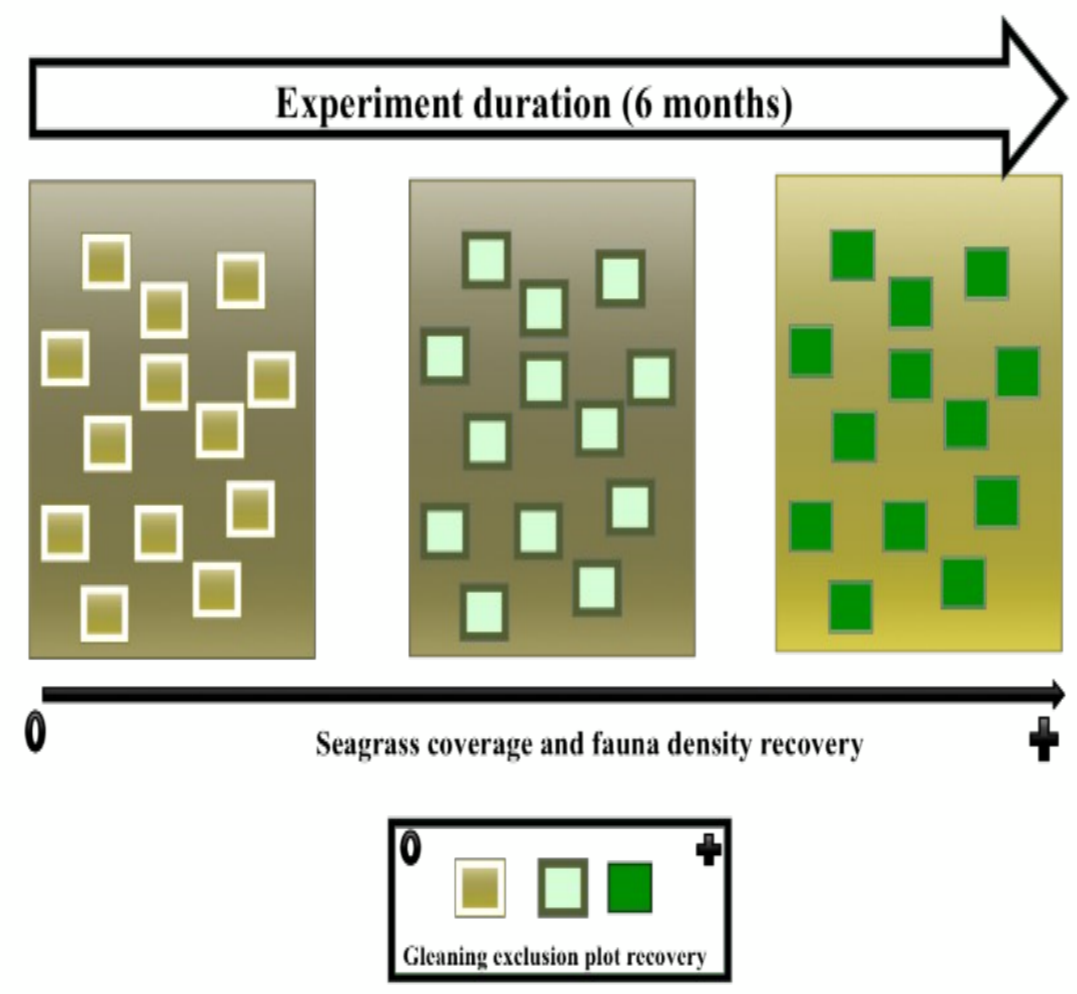 Experiment duration (6 months)
0
Seagrass coverage and fauna density recovery
+
0
+
Gleaning exclusion plot recovery